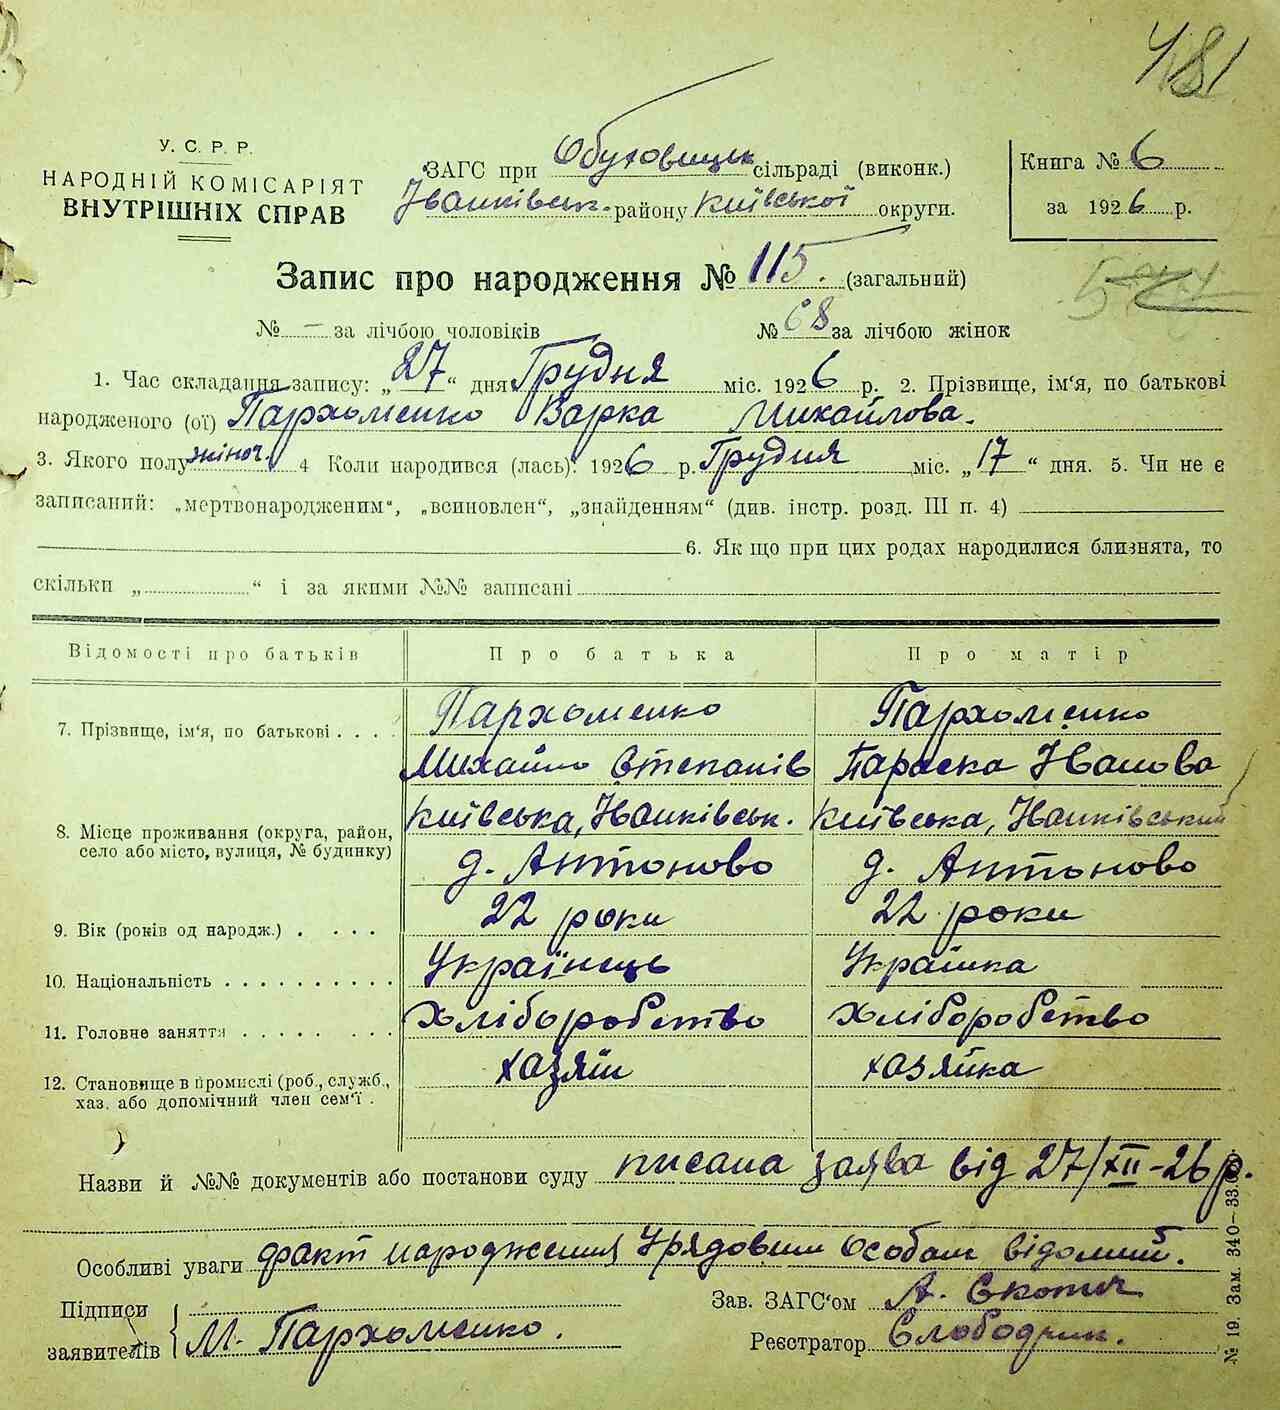 481
У. С. Р. Р.
НАРОДНІЙ КОМІСАРІЯТ
ВНУТРІШНІХ СПРАВ
ЗАГС при Обуховицьк сільраді (виконк.)
Іванківськ. району Київської округи.
Книга № 6
за 1926 р.
Запис про народження № 115. (загальний)
№ – за лічбою чоловіків № 68 за лічбою жінок
1. Час складання запису: „27“ дня Грудня міс. 1926 р. 2. Прізвище, ім‘я, по батькові
народженого (ої) Пархоменко Варка Михайлова.
3. Якого полу жіноч. 4 Коли народився (лась): 1926 р. Грудня міс. „17“ дня. 5. Чи не є
записаний: „мертвонародженим“, „всиновлен“, „знайденням“ (див. інстр. розд. III п. 4)
6. Як що при цих родах народилися близнята, то
скільки „ “ і за якими №№ записані
Відомості про батьків Про батька Про матір
7. Прізвище, ім‘я, по батькові . . . . Пархоменко Пархоменко
Михайло Степанів Параска Іванова
8. Місце проживання (округа, район, Київська, Іванківськ. Київська, Іванківський
село або місто, вулиця, № будинку) д. Антоново д. Антоново
9. Вік (років од народж.) . . . . 22 роки 22 роки
10. Національність . . . . . . . . . . Українець Українка
11. Головне заняття . . . . . . . . Хліборобство Хліборобство
12. Становище в промислі (роб., служб., хазяїн хазяйка
хаз. або допомічний член сем‘ї .
Назви й №№ документів або постанови суду писана заява від 27/XII-26 р.
Особливі уваги факт народження Урядовим особам відомий.
Підписи
заявителів М. Пархоменко.
Зав. ЗАГС‘ом А.
Реєстратор Слободяник.
№ 19. Зам. 340—33.